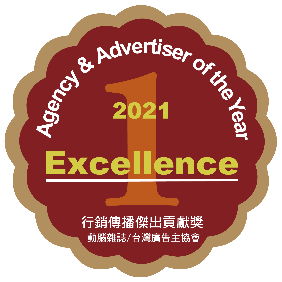 Agency & Advertiser of the Year
1
2021
Excellence
行銷傳播傑出貢獻獎
動腦雜誌/台灣廣告主協會